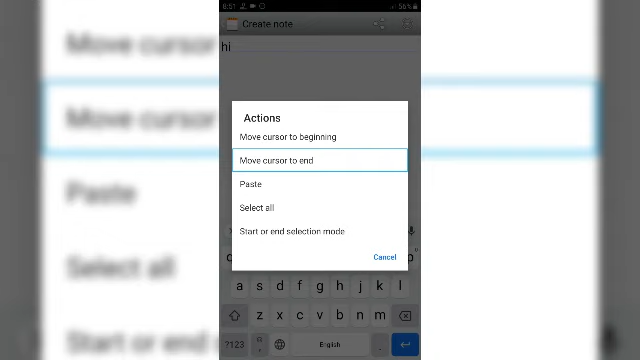 8:51
56%
Create note
hi
Actions
Move cursor to beginning
Move cursor to end
Paste
Select all
Start or end selection mode
Cancel
a s d f g h j k l
z x c v b n m
?123
English
Move cursor
Move cursor
Paste
Select all
Start or end s